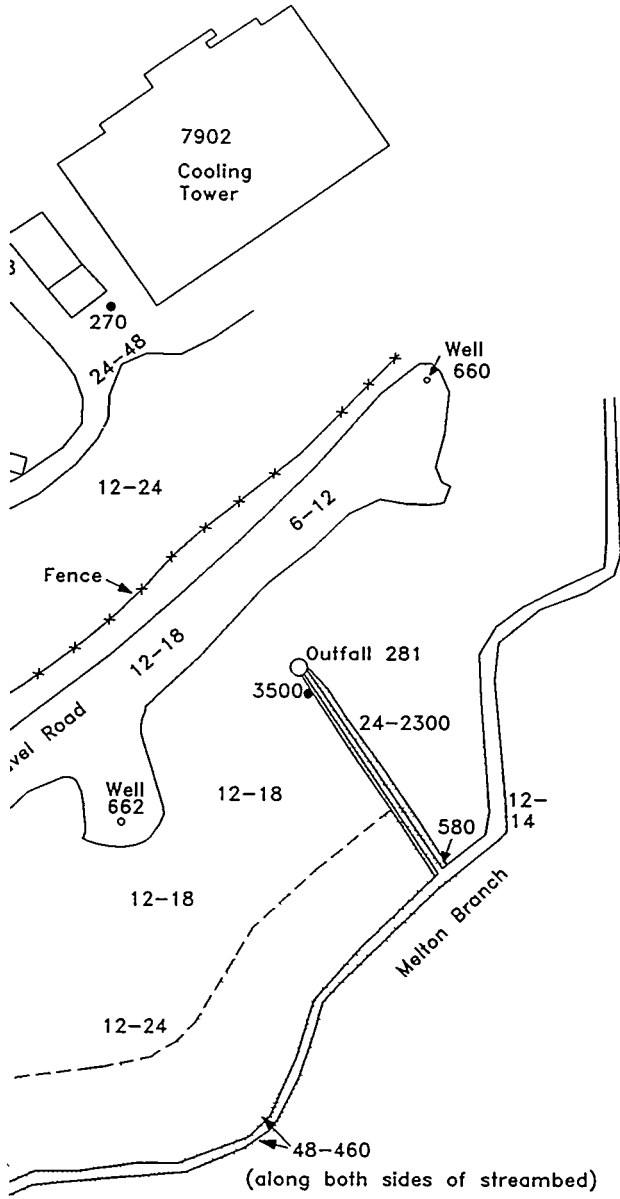 7902
Cooling
Tower
270
24-48
Well
660
12-24
6-12
Fence
12-18
Outfall 281
3500
24-2300
Road
Well
662
12-18
12-
14
580
12-18
Melton Branch
12-24
48-460
(along both sides of streambed)